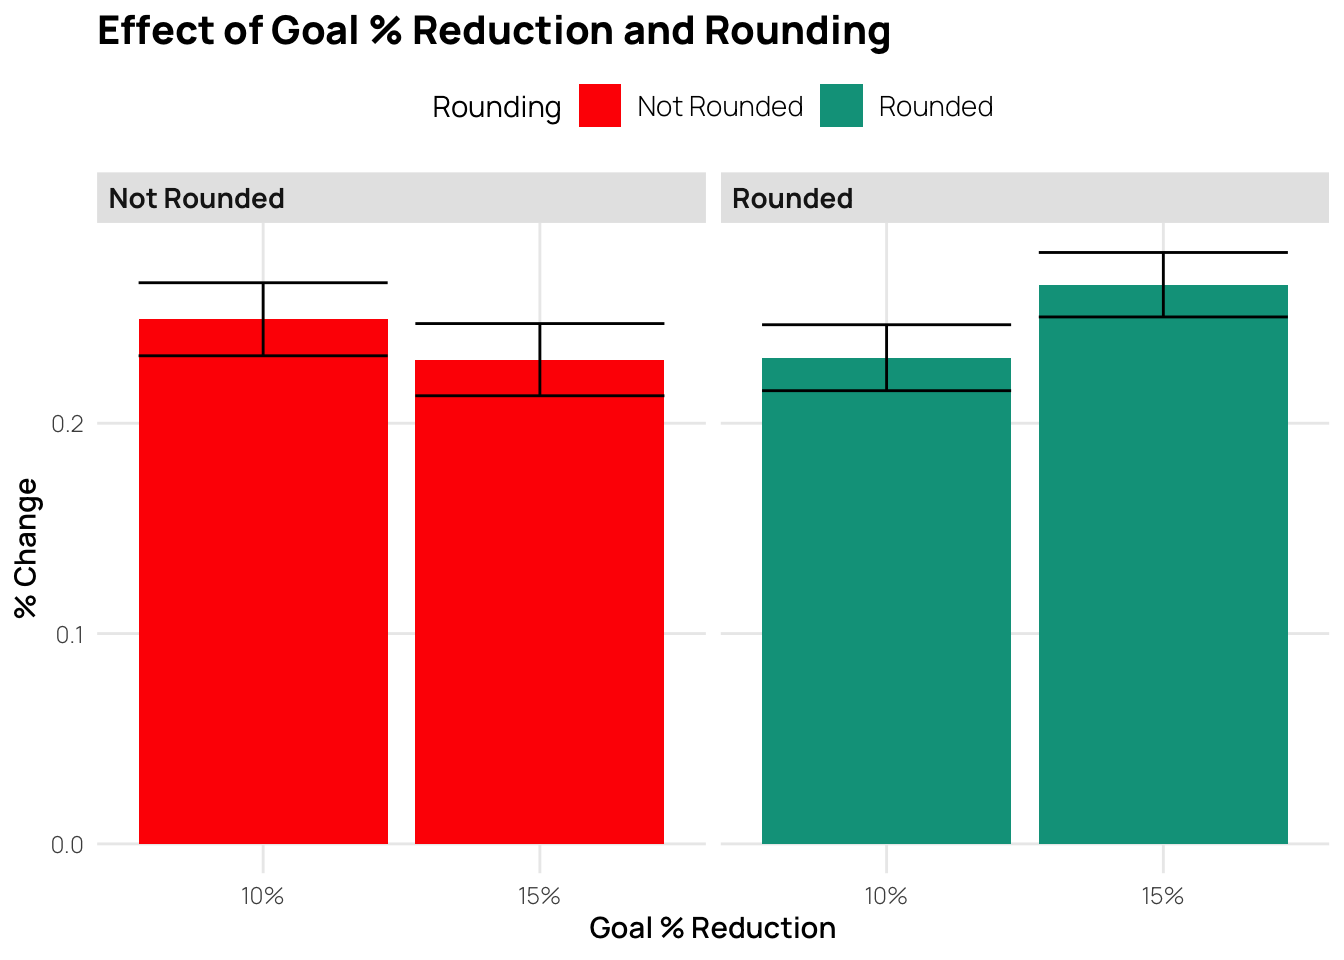 Effect of Goal % Reduction and Rounding
Rounding Not Rounded Rounded
Not Rounded Rounded
0.2
0.1
0.0
% Change
10% 15% 10% 15%
Goal % Reduction